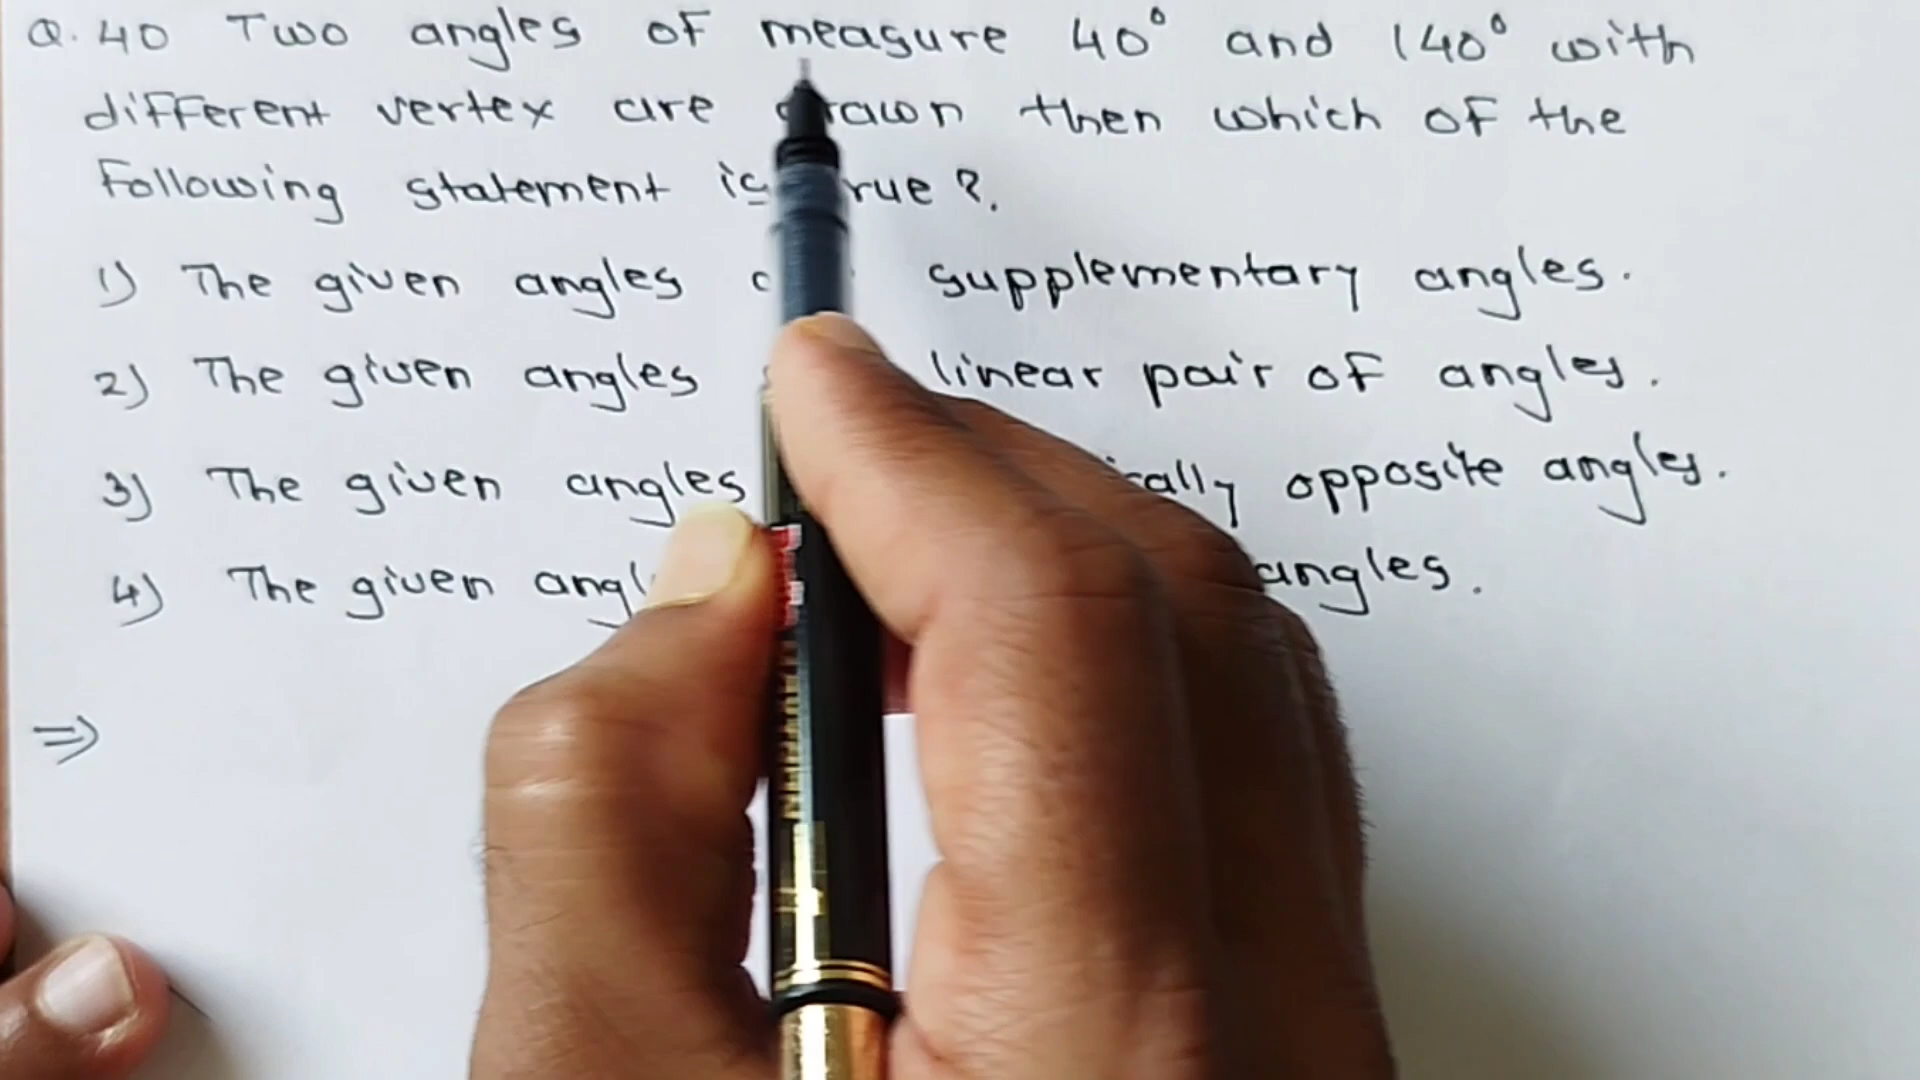 Q. 40 Two angles of measure 40° and 140° with
different vertex are drawn then which of the
following statement is true ?.
1) The given angles supplementary angles.
2) The given angles linear pair of angles.
3) The given angles opposite angles.
4) The given angles.
⇒